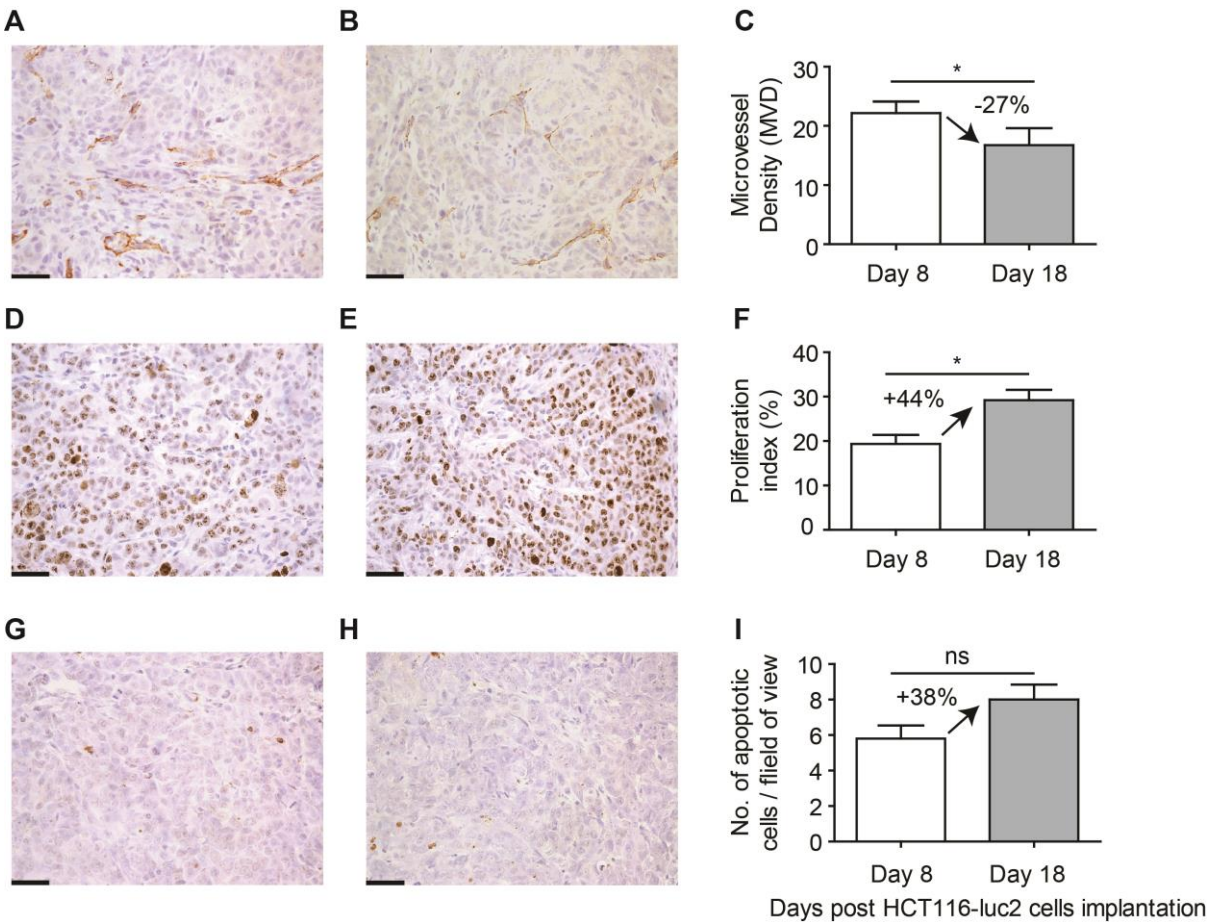 A
B
C
Microvessel
Density (MVD)
30
20
10
0
*
-27%
Day 8
Day 18
D
E
F
Proliferation
index (%)
40
30
20
10
0
*
+44%
Day 8
Day 18
G
H
I
No. of apoptotic
cells / flield of view
10
8
6
4
2
0
ns
+38%
Day 8
Day 18
Days post HCT116-luc2 cells implantation